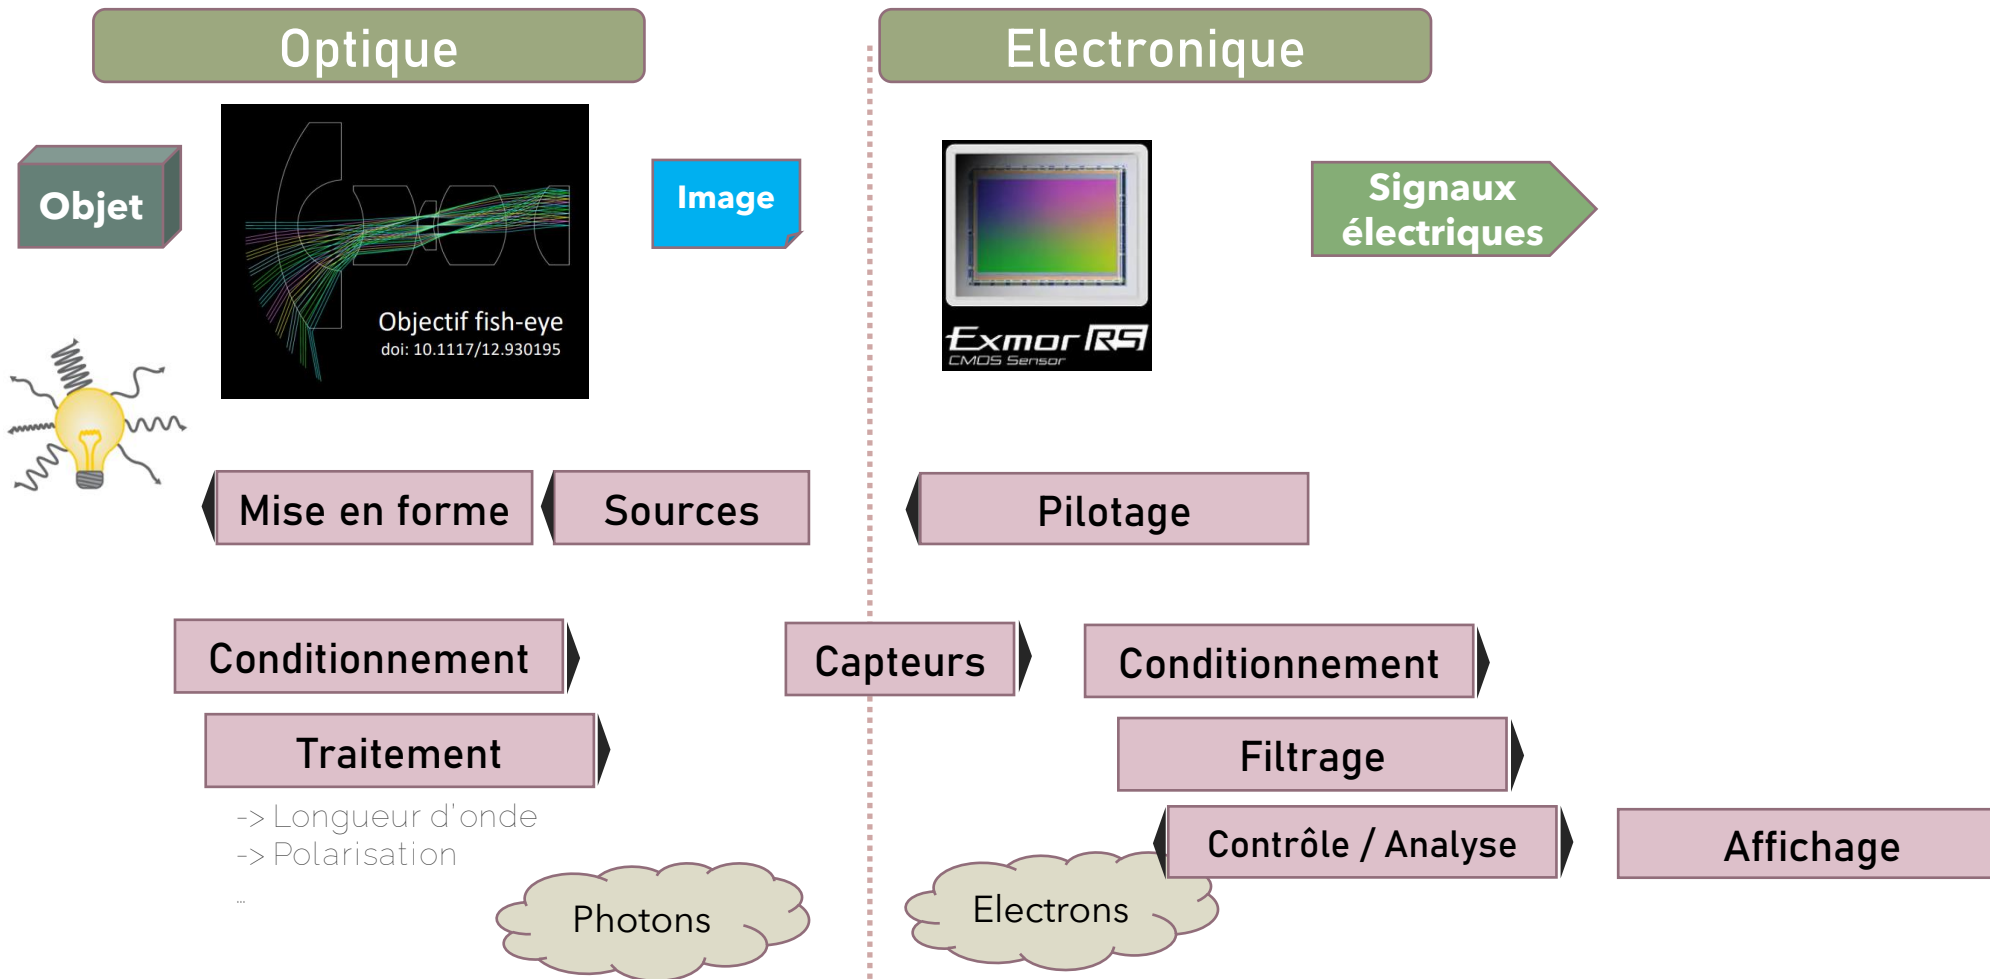 Optique
Electronique
Objet
Objectif fish-eye
doi: 10.1117/12.930195
Image
Exmor RS
CMOS Sensor
Signaux
électriques
Mise en forme
Sources
Pilotage
Conditionnement
Capteurs
Conditionnement
Traitement
Filtrage
-> Longueur d'onde
-> Polarisation
...
Contrôle / Analyse
Affichage
Photons
Electrons